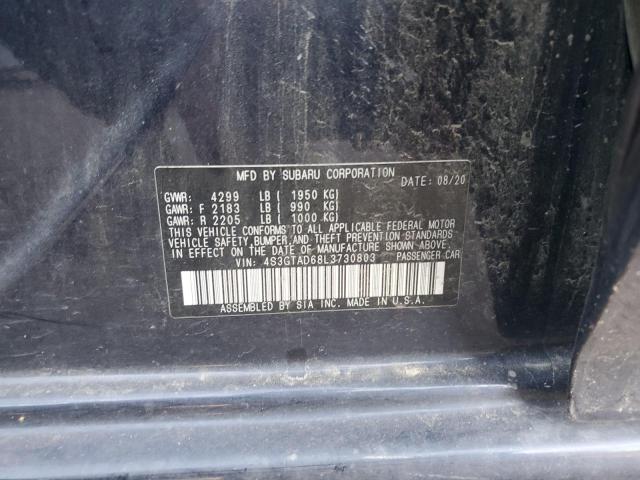 MFD BY SUBARU CORPORATION
DATE: 08/20
GVWR: 4299 LB ( 1950 KG)
GAWR: F 2183 LB ( 990 KG)
GAWR: R 2205 LB ( 1000 KG)
THIS VEHICLE CONFORMS TO ALL APPLICABLE FEDERAL MOTOR
VEHICLE SAFETY, BUMPER, AND THEFT PREVENTION STANDARDS
IN EFFECT ON THE DATE OF MANUFACTURE SHOWN ABOVE.
VIN: 4S3GTAD68L3730803 PASSENGER CAR
ASSEMBLED BY SIA INC. MADE IN U.S.A.